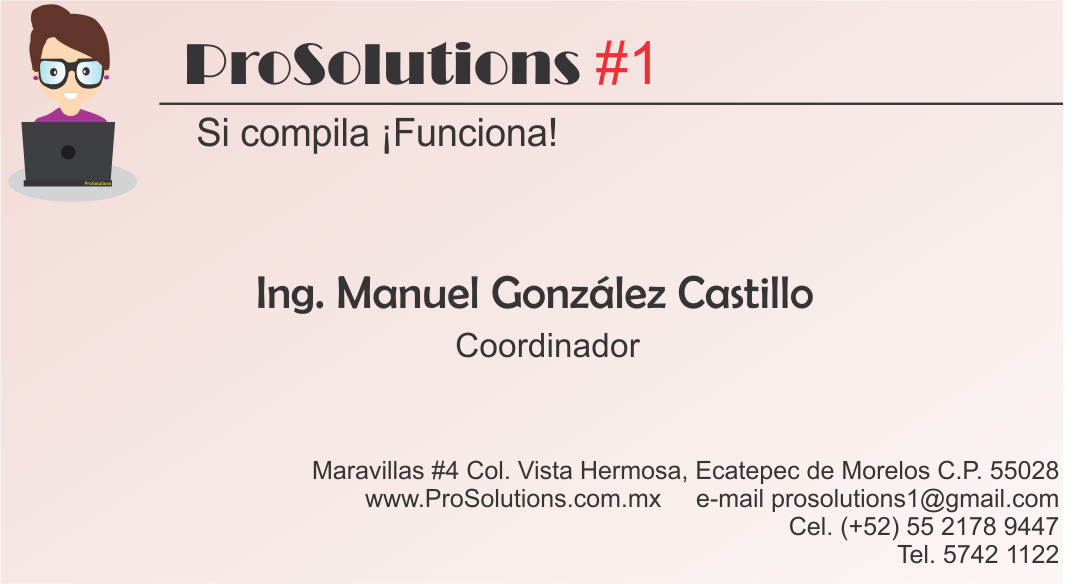 ProSolutions #1
Si compila ¡Funciona!
ProSolutions
Ing. Manuel González Castillo
Coordinador
Maravillas #4 Col. Vista Hermosa, Ecatepec de Morelos C.P. 55028
www.ProSolutions.com.mx e-mail prosolutions1@gmail.com
Cel. (+52) 55 2178 9447
Tel. 5742 1122